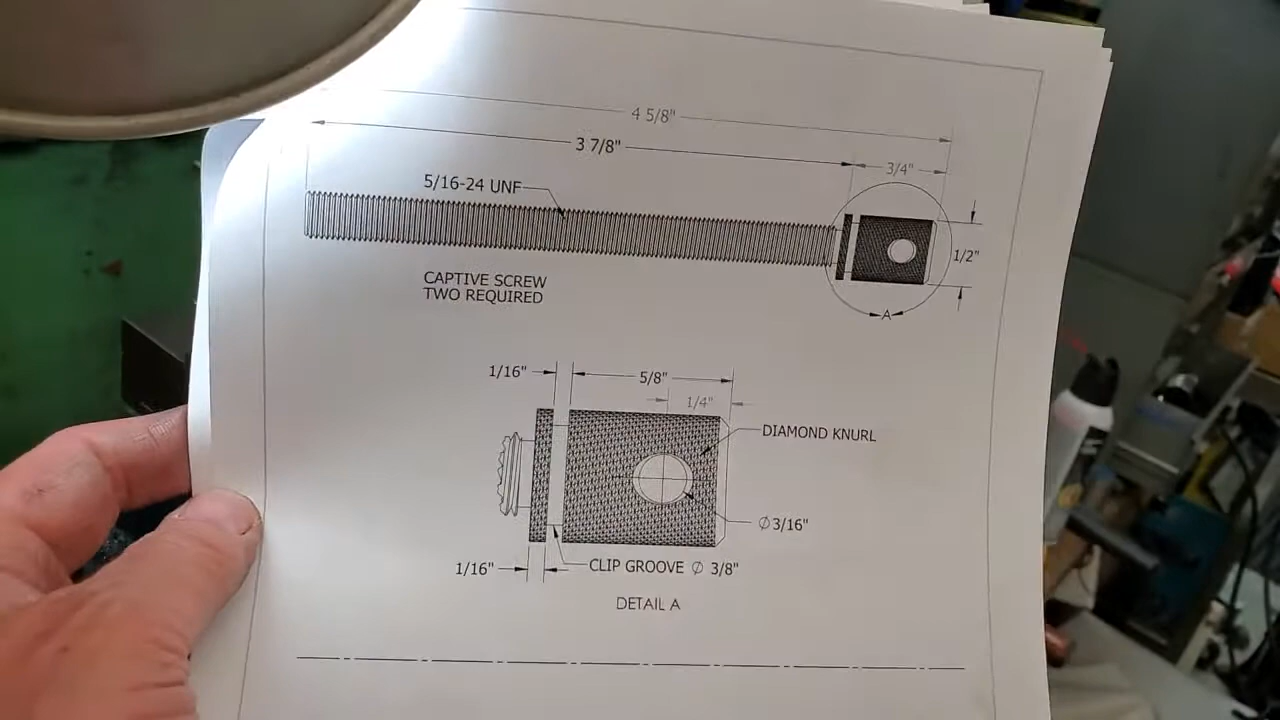 4 5/8"
3 7/8"
3/4"
5/16-24 UNF
1/2"
CAPTIVE SCREW
TWO REQUIRED
A
1/16"
5/8"
1/4"
DIAMOND KNURL
Ø3/16"
1/16"
CLIP GROOVE Ø 3/8"
DETAIL A